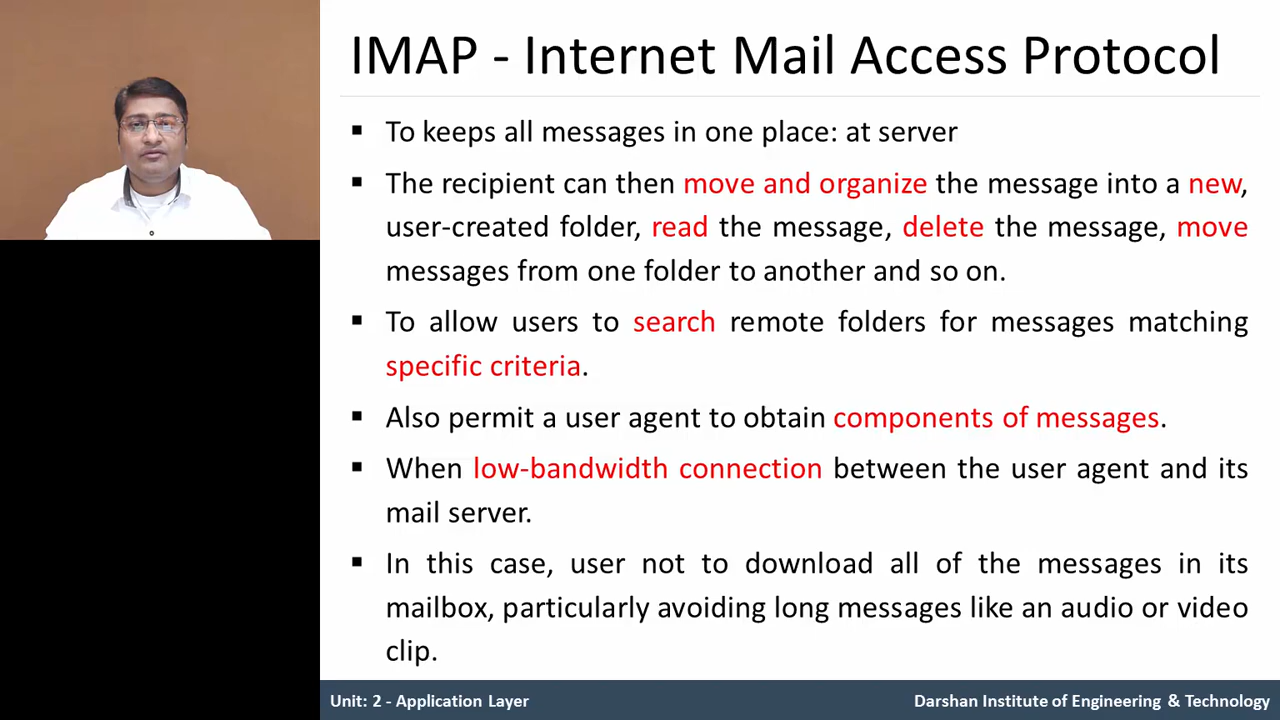 IMAP - Internet Mail Access Protocol
▪ To keeps all messages in one place: at server
▪ The recipient can then move and organize the message into a new,
user-created folder, read the message, delete the message, move
messages from one folder to another and so on.
▪ To allow users to search remote folders for messages matching
specific criteria.
▪ Also permit a user agent to obtain components of messages.
▪ When low-bandwidth connection between the user agent and its
mail server.
▪ In this case, user not to download all of the messages in its
mailbox, particularly avoiding long messages like an audio or video
clip.
Unit: 2 - Application Layer
Darshan Institute of Engineering & Technology